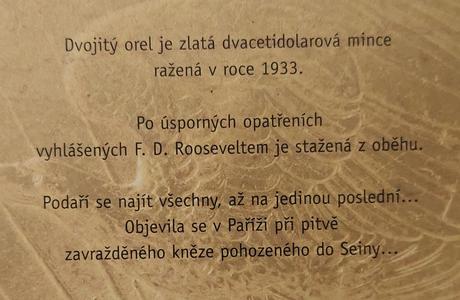 Dvojitý orel je zlatá dvacetidolarová mince
ražená v roce 1933.
Po úsporných opatřeních
vyhlášených F. D. Rooseveltem je stažená z oběhu.
Podaří se najít všechny, až na jedinou poslední...
Objevila se v Paříži při pitvě
zavražděného kněze pohozeného do Seiny...